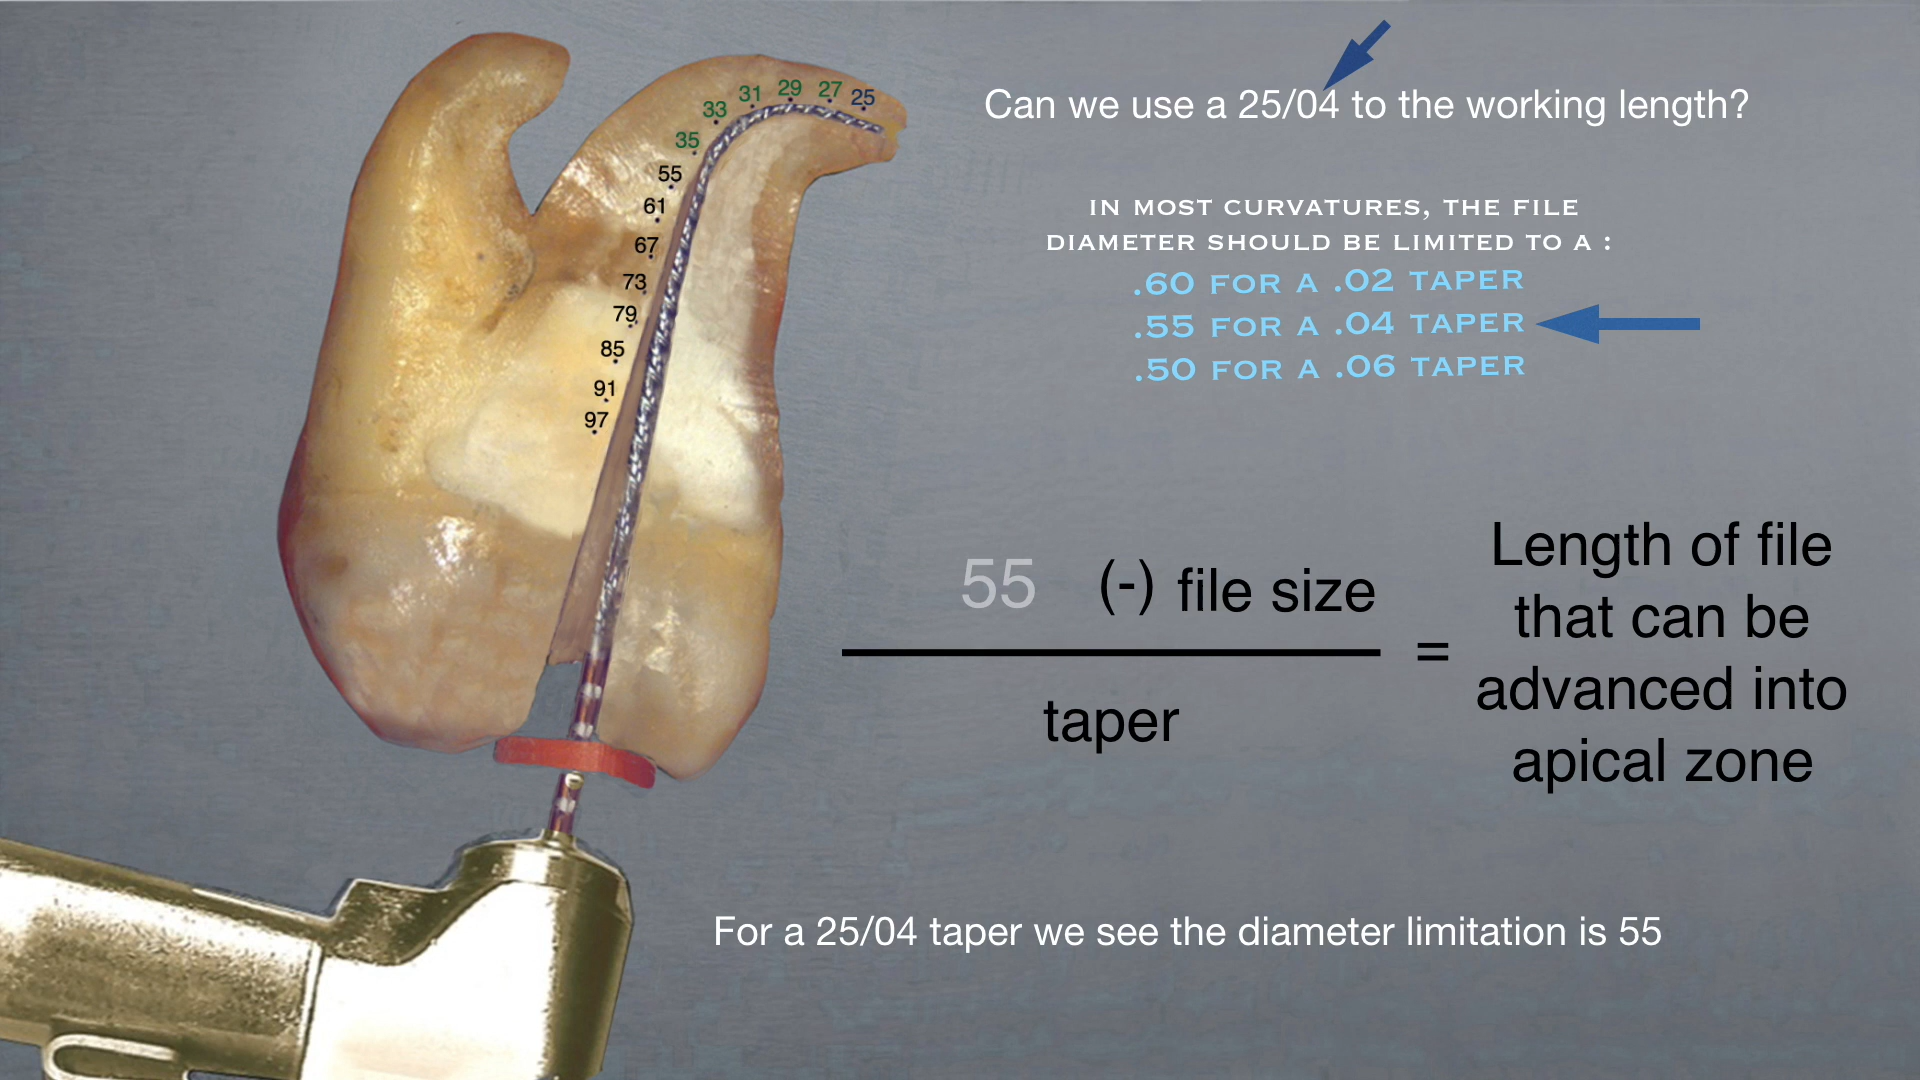 Can we use a 25/04 to the working length?
IN MOST CURVATURES, THE FILE
DIAMETER SHOULD BE LIMITED TO A :
.60 FOR A .02 TAPER
.55 FOR A .04 TAPER
.50 FOR A .06 TAPER
25
27
29
31
33
35
55
61
67
73
79
85
91
97
55 (-) file size
taper
=
Length of file
that can be
advanced into
apical zone
For a 25/04 taper we see the diameter limitation is 55